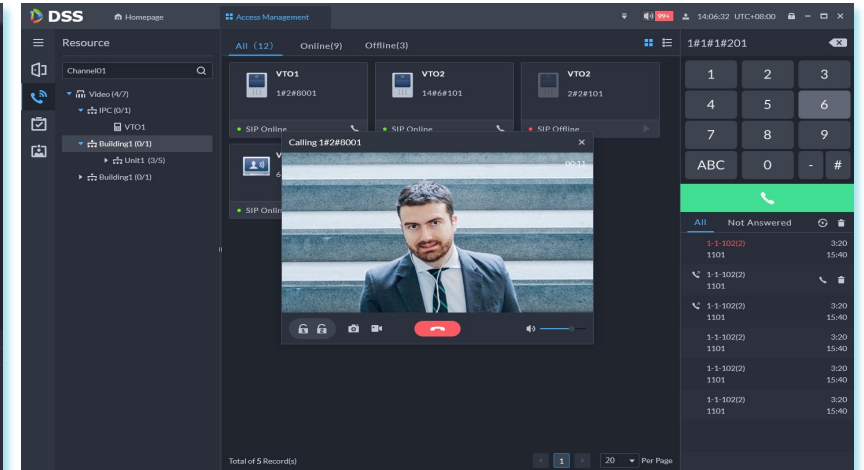 DSS
Homepage
Access Management
99+
14:06:32 UTC+08:00
Resource
Channel01
Video (4/7)
IPC (0/1)
VTO1
Building1 (0/1)
Unit1 (3/5)
Building1 (0/1)
All (12) Online(9) Offline(3)
VTO1
1#2#8001
SIP Online
VTO2
14#6#101
SIP Online
VTO2
2#2#101
SIP Offline
SIP Onlin
Calling 1#2#8001
00:11
Total of 5 Record(s)
1
20
Per Page
1#1#1#201
1 2 3
4 5 6
7 8 9
ABC 0 - #
All Not Answered
1-1-102(2) 3:20
1101 15:40
1-1-102(2)
1101
1-1-102(2) 3:20
1101 15:40
1-1-102(2) 3:20
1101 15:40
1-1-102(2) 3:20
1101 15:40
1-1-102(2) 3:20
1101 15:40